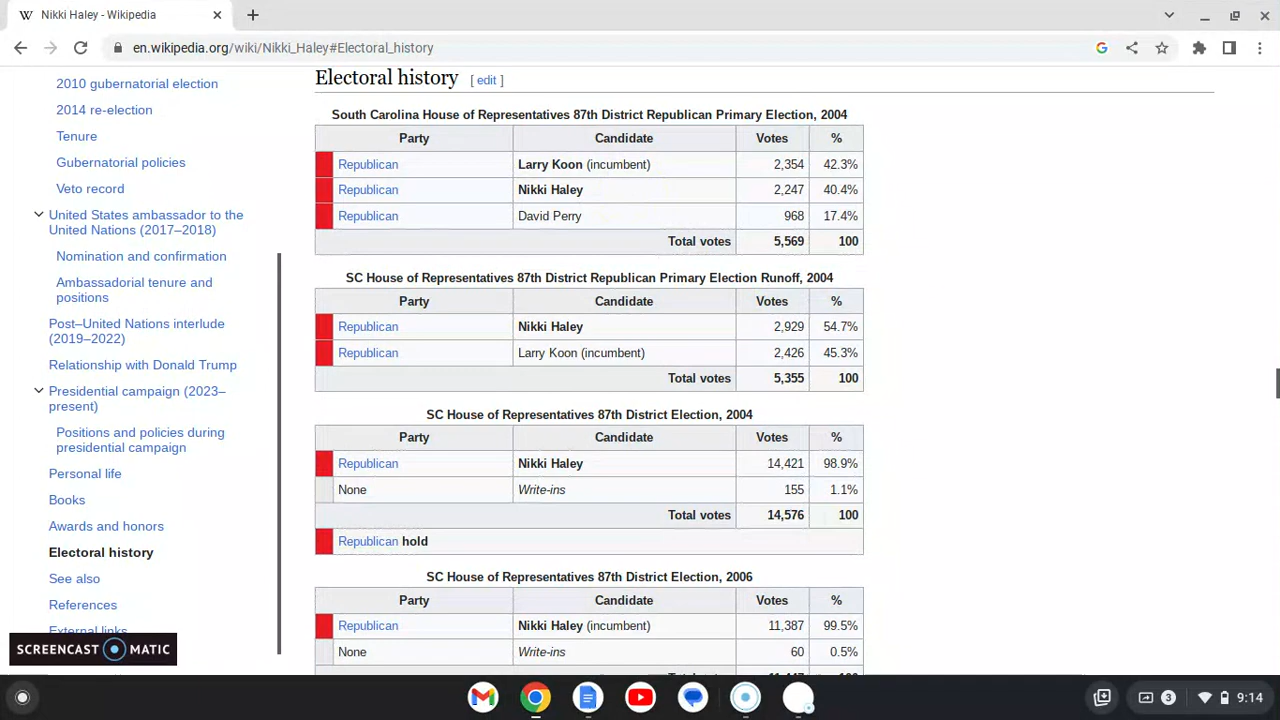 Nikki Haley - Wikipedia
en.wikipedia.org/wiki/Nikki_Haley#Electoral_history
2010 gubernatorial election
2014 re-election
Tenure
Gubernatorial policies
Veto record
United States ambassador to the
United Nations (2017–2018)
Nomination and confirmation
Ambassadorial tenure and
positions
Post–United Nations interlude
(2019–2022)
Relationship with Donald Trump
Presidential campaign (2023–
present)
Positions and policies during
presidential campaign
Personal life
Books
Awards and honors
Electoral history
See also
References
External links
Electoral history [ edit ]
South Carolina House of Representatives 87th District Republican Primary Election, 2004
Party Candidate Votes %
Republican Larry Koon (incumbent) 2,354 42.3%
Republican Nikki Haley 2,247 40.4%
Republican David Perry 968 17.4%
Total votes 5,569 100
SC House of Representatives 87th District Republican Primary Election Runoff, 2004
Party Candidate Votes %
Republican Nikki Haley 2,929 54.7%
Republican Larry Koon (incumbent) 2,426 45.3%
Total votes 5,355 100
SC House of Representatives 87th District Election, 2004
Party Candidate Votes %
Republican Nikki Haley 14,421 98.9%
None Write-ins 155 1.1%
Total votes 14,576 100
Republican hold
SC House of Representatives 87th District Election, 2006
Party Candidate Votes %
Republican Nikki Haley (incumbent) 11,387 99.5%
None Write-ins 60 0.5%
SCREENCAST MATIC
3 9:14